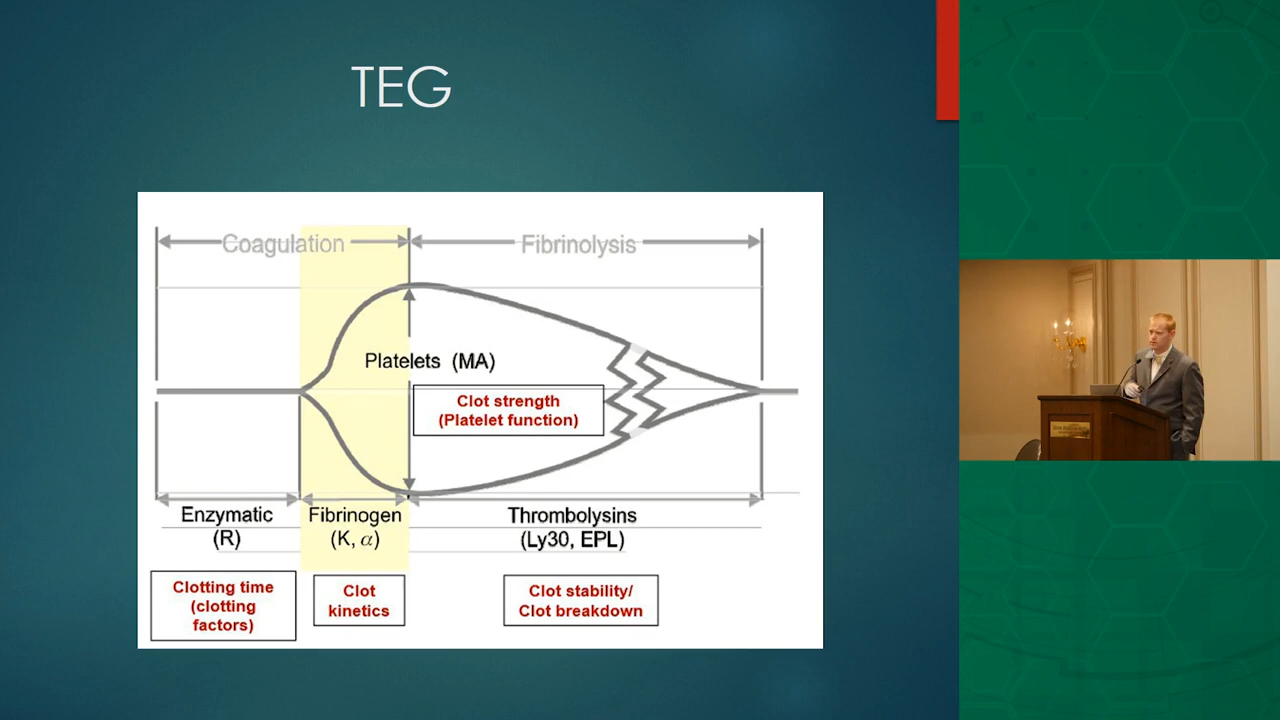 TEG
Coagulation
Fibrinolysis
Platelets (MA)
Clot strength
(Platelet function)
Enzymatic
(R)
Fibrinogen
(K, α)
Thrombolysins
(Ly30, EPL)
Clotting time
(clotting
factors)
Clot
kinetics
Clot stability/
Clot breakdown